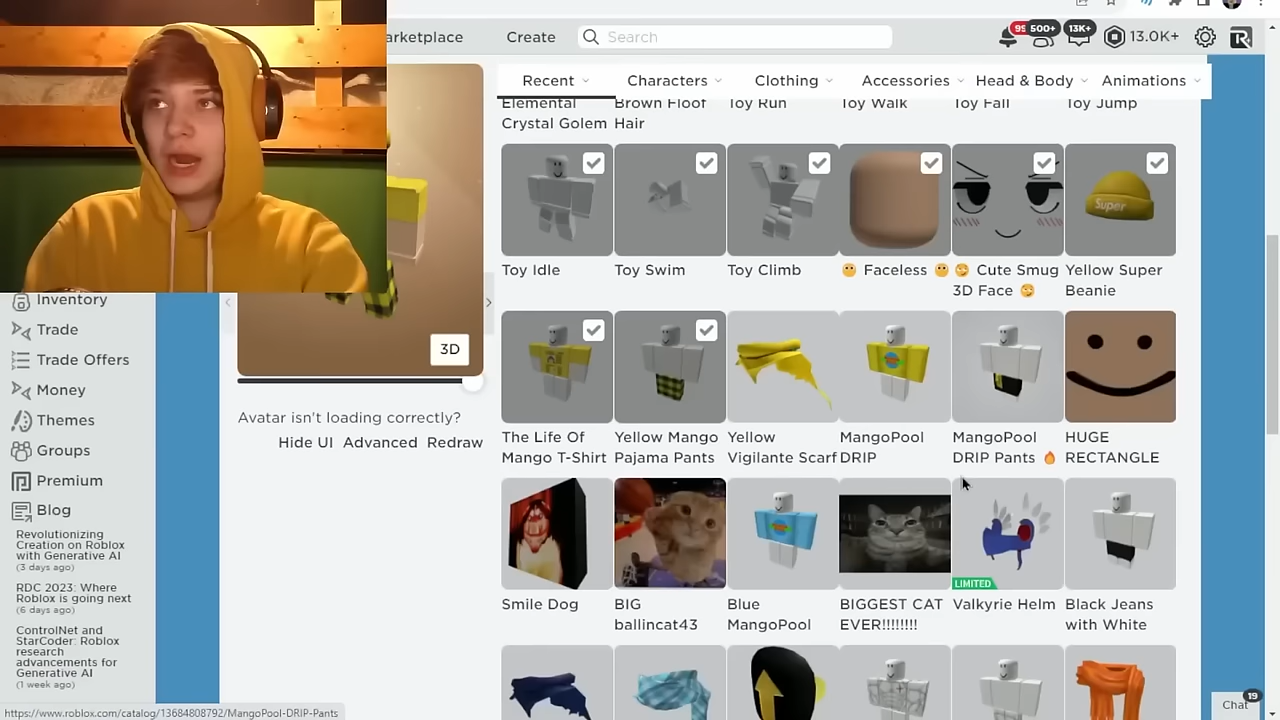 arketplace
Create
Search
99
500+
13K+
13.0K+
Recent
Characters
Clothing
Accessories
Head & Body
Animations
Elemental
Crystal Golem
Brown Floof
Hair
Toy Run
Toy Walk
Toy Fall
Toy Jump
Toy Idle
Toy Swim
Toy Climb
Faceless
Cute Smug
3D Face
Super
Yellow Super
Beanie
Inventory
Trade
Trade Offers
Money
Themes
Groups
Premium
Blog
Revolutionizing
Creation on Roblox
with Generative AI
(3 days ago)
RDC 2023: Where
Roblox is going next
(6 days ago)
ControlNet and
StarCoder: Roblox
research
advancements for
Generative AI
(1 week ago)
3D
Avatar isn't loading correctly?
Hide UI
Advanced
Redraw
The Life Of
Mango T-Shirt
Yellow Mango
Pajama Pants
Yellow
Vigilante Scarf
MangoPool
DRIP
MangoPool
DRIP Pants
HUGE
RECTANGLE
Smile Dog
BIG
ballincat43
Blue
MangoPool
BIGGEST CAT
EVER!!!!!!!!
LIMITED
Valkyrie Helm
Black Jeans
with White
Chat
19
https://www.roblox.com/catalog/13684808792/MangoPool-DRIP-Pants